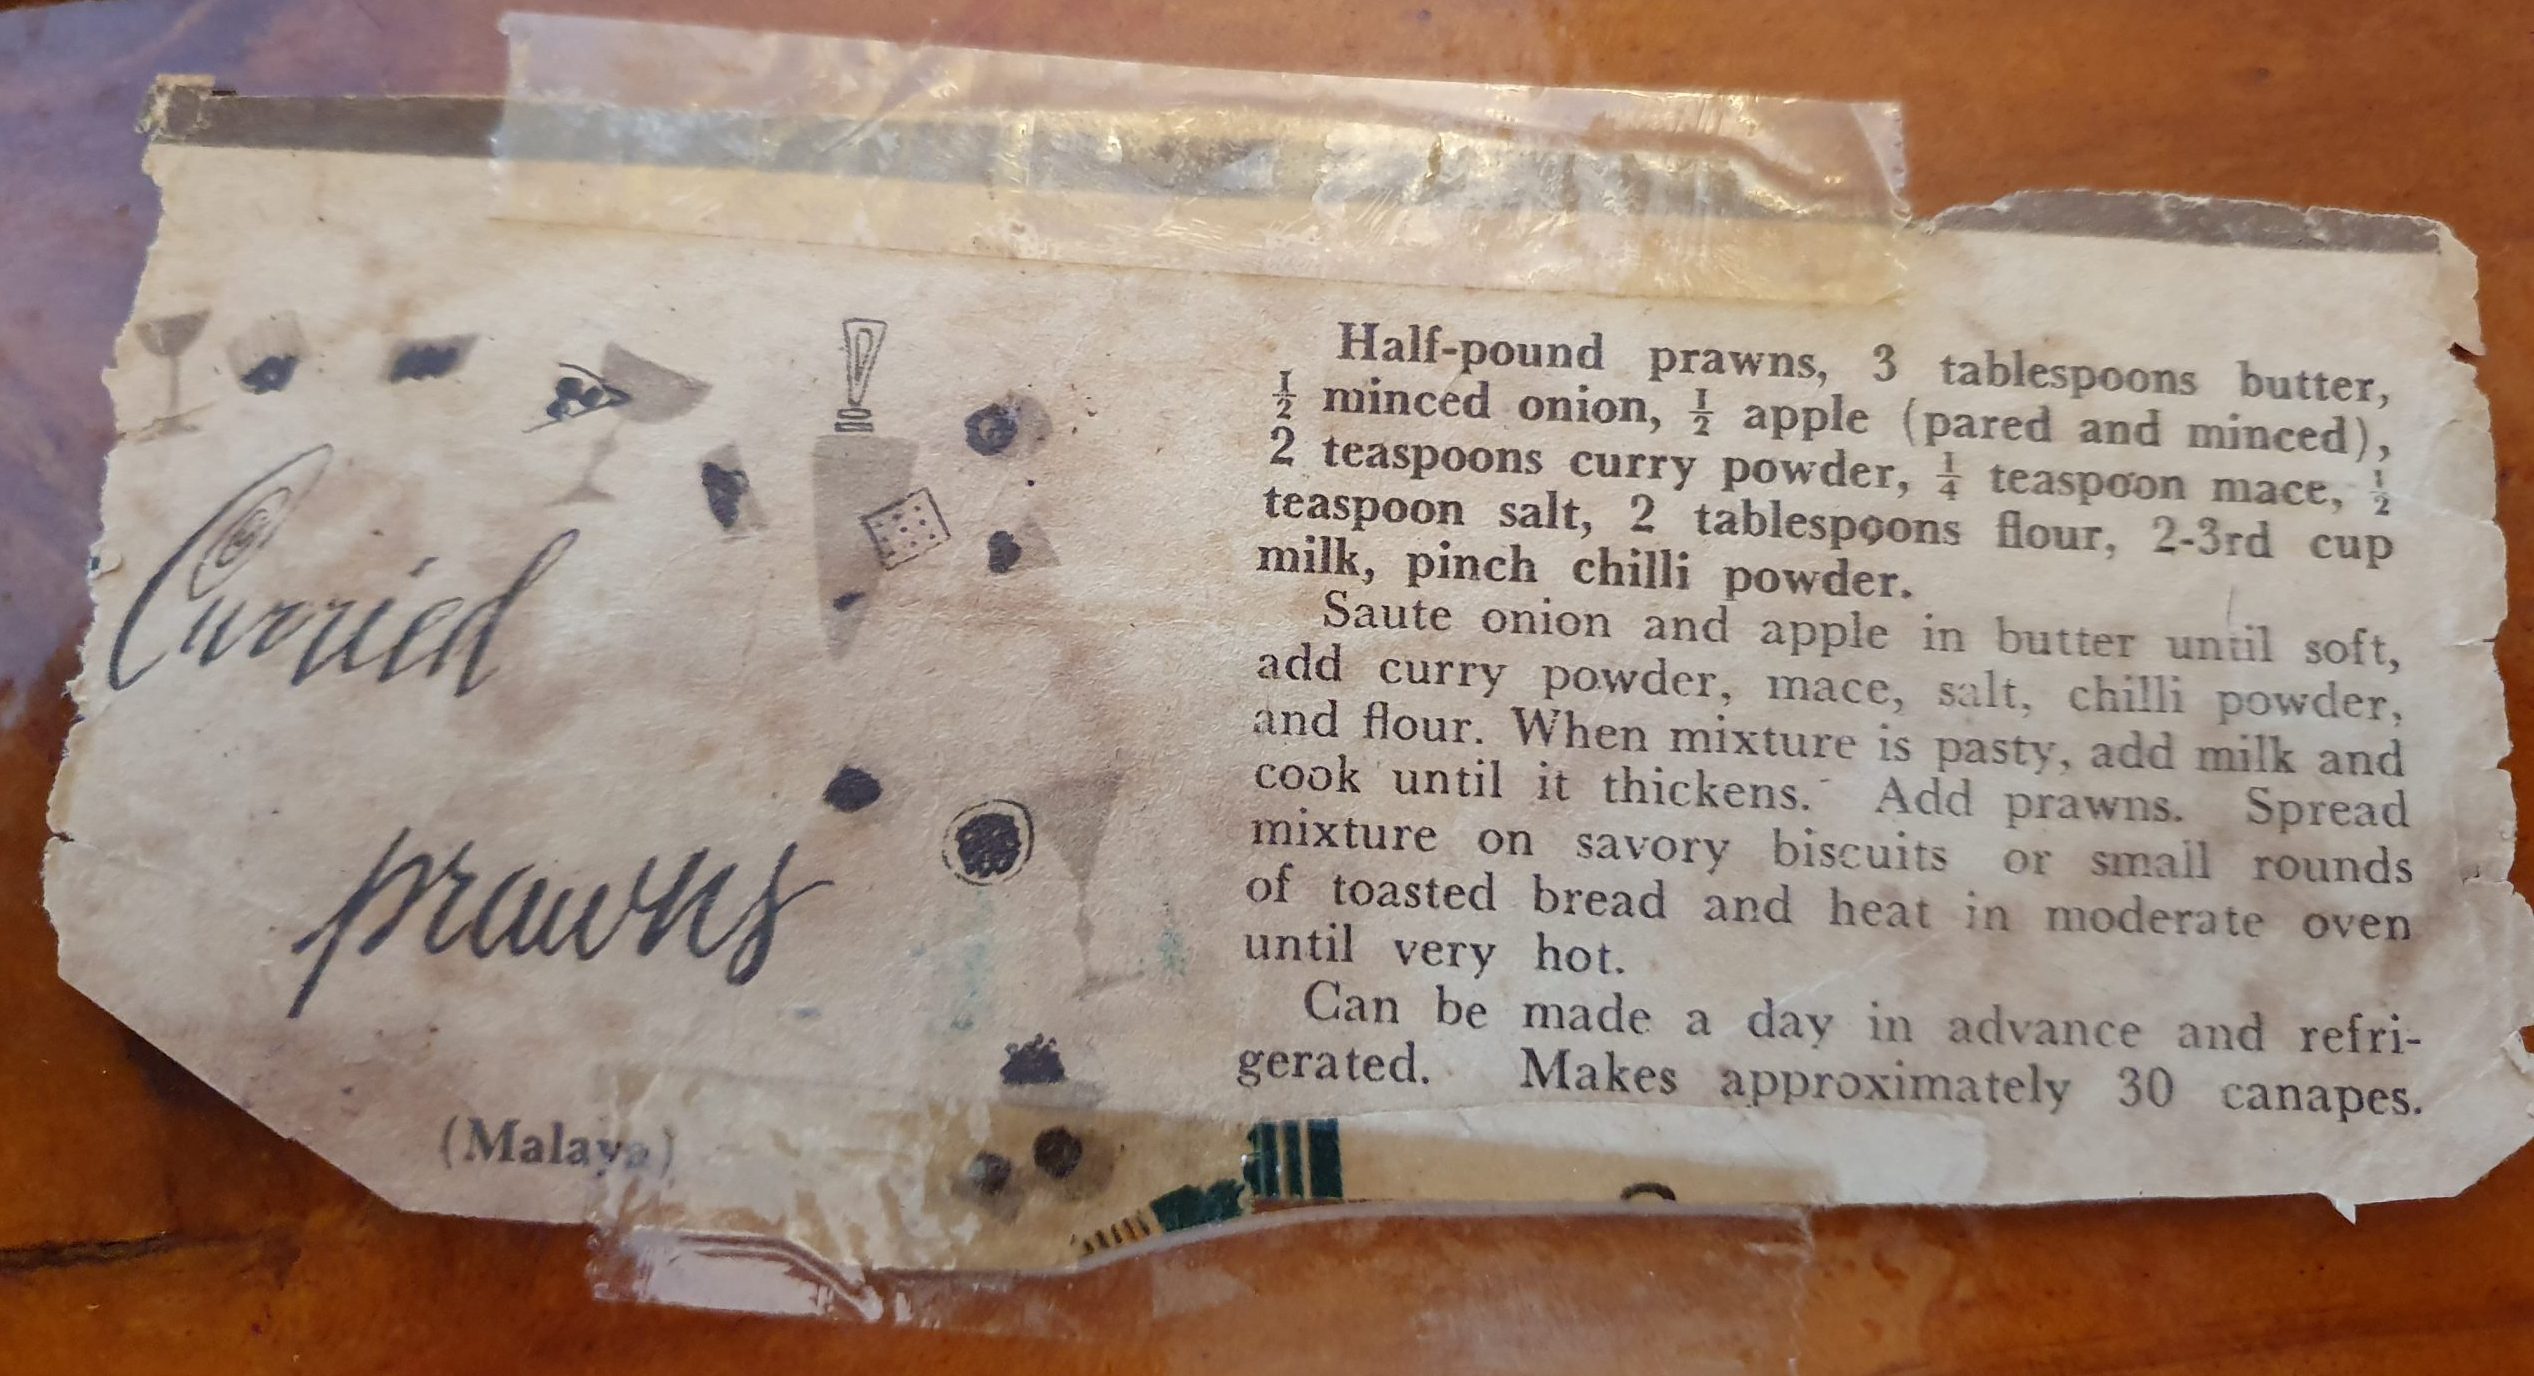 Curried
prawns
(Malaya)
Half-pound prawns, 3 tablespoons butter,
½ minced onion, ½ apple (pared and minced),
2 teaspoons curry powder, ¼ teaspoon mace, ½
teaspoon salt, 2 tablespoons flour, 2-3rd cup
milk, pinch chilli powder.
Saute onion and apple in butter until soft,
add curry powder, mace, salt, chilli powder,
and flour. When mixture is pasty, add milk and
cook until it thickens. Add prawns. Spread
mixture on savory biscuits or small rounds
of toasted bread and heat in moderate oven
until very hot.
Can be made a day in advance and refri-
gerated. Makes approximately 30 canapes.